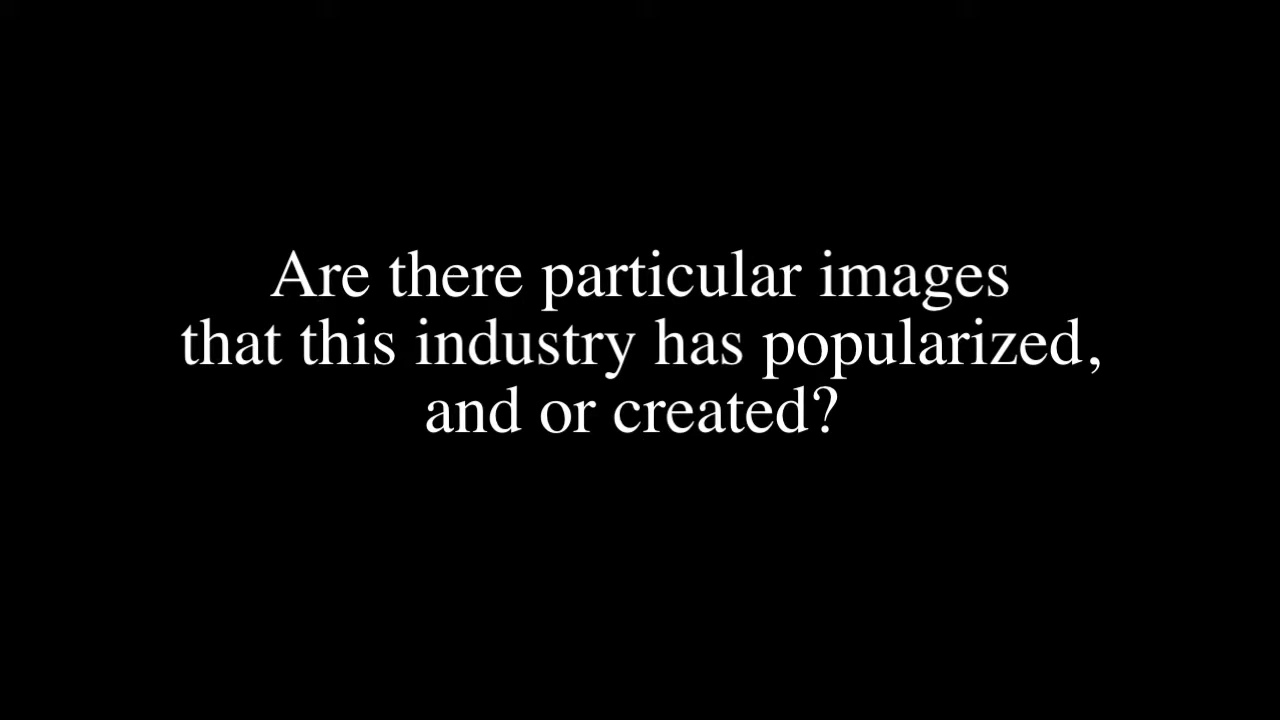 Are there particular images
that this industry has popularized,
and or created?